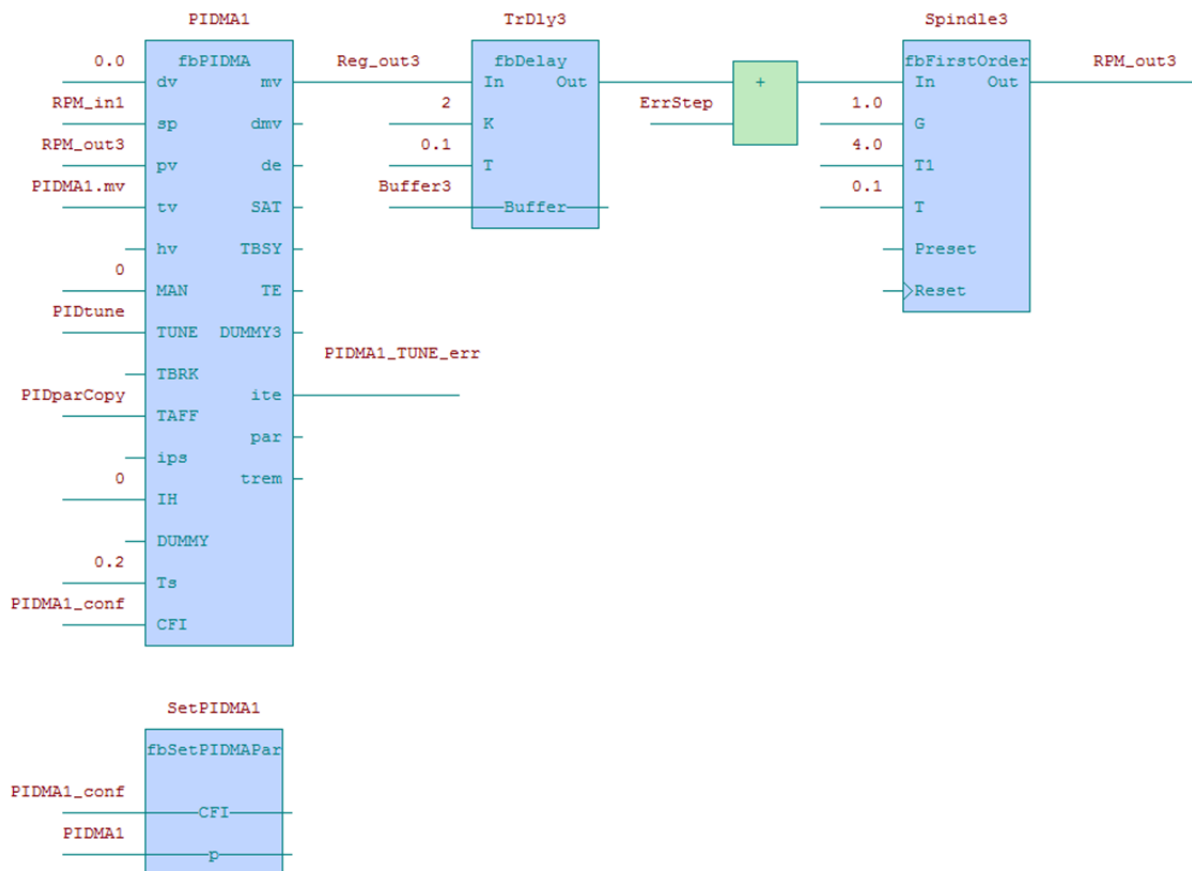 PIDMA1
TrDly3
Spindle3
fbPIDMA
0.0
dv
mv
RPM_in1
sp
dmv
RPM_out3
pv
de
PIDMA1.mv
tv
SAT
hv
TBSY
0
MAN
TE
PIDtune
TUNE
DUMMY3
TBRK
PIDparCopy
TAFF
ite
PIDMA1_TUNE_err
par
ips
trem
0
IH
DUMMY
0.2
Ts
PIDMA1_conf
CFI
Reg_out3
fbDelay
In
Out
2
K
0.1
T
Buffer3
Buffer
ErrStep
+
fbFirstOrder
In
Out
RPM_out3
1.0
G
4.0
T1
0.1
T
Preset
Reset
SetPIDMA1
fbSetPIDMAPar
PIDMA1_conf
CFI
PIDMA1
p